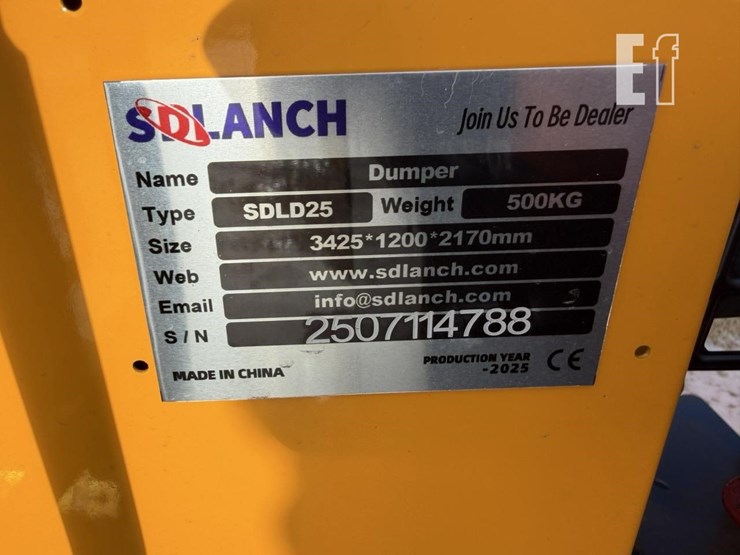 Ef
SDLANCH Join Us To Be Dealer
Name Dumper
Type SDLD25 Weight 500KG
Size 3425*1200*2170mm
Web www.sdlanch.com
Email info@sdlanch.com
S / N 2507114788
MADE IN CHINA PRODUCTION YEAR CE
-2025